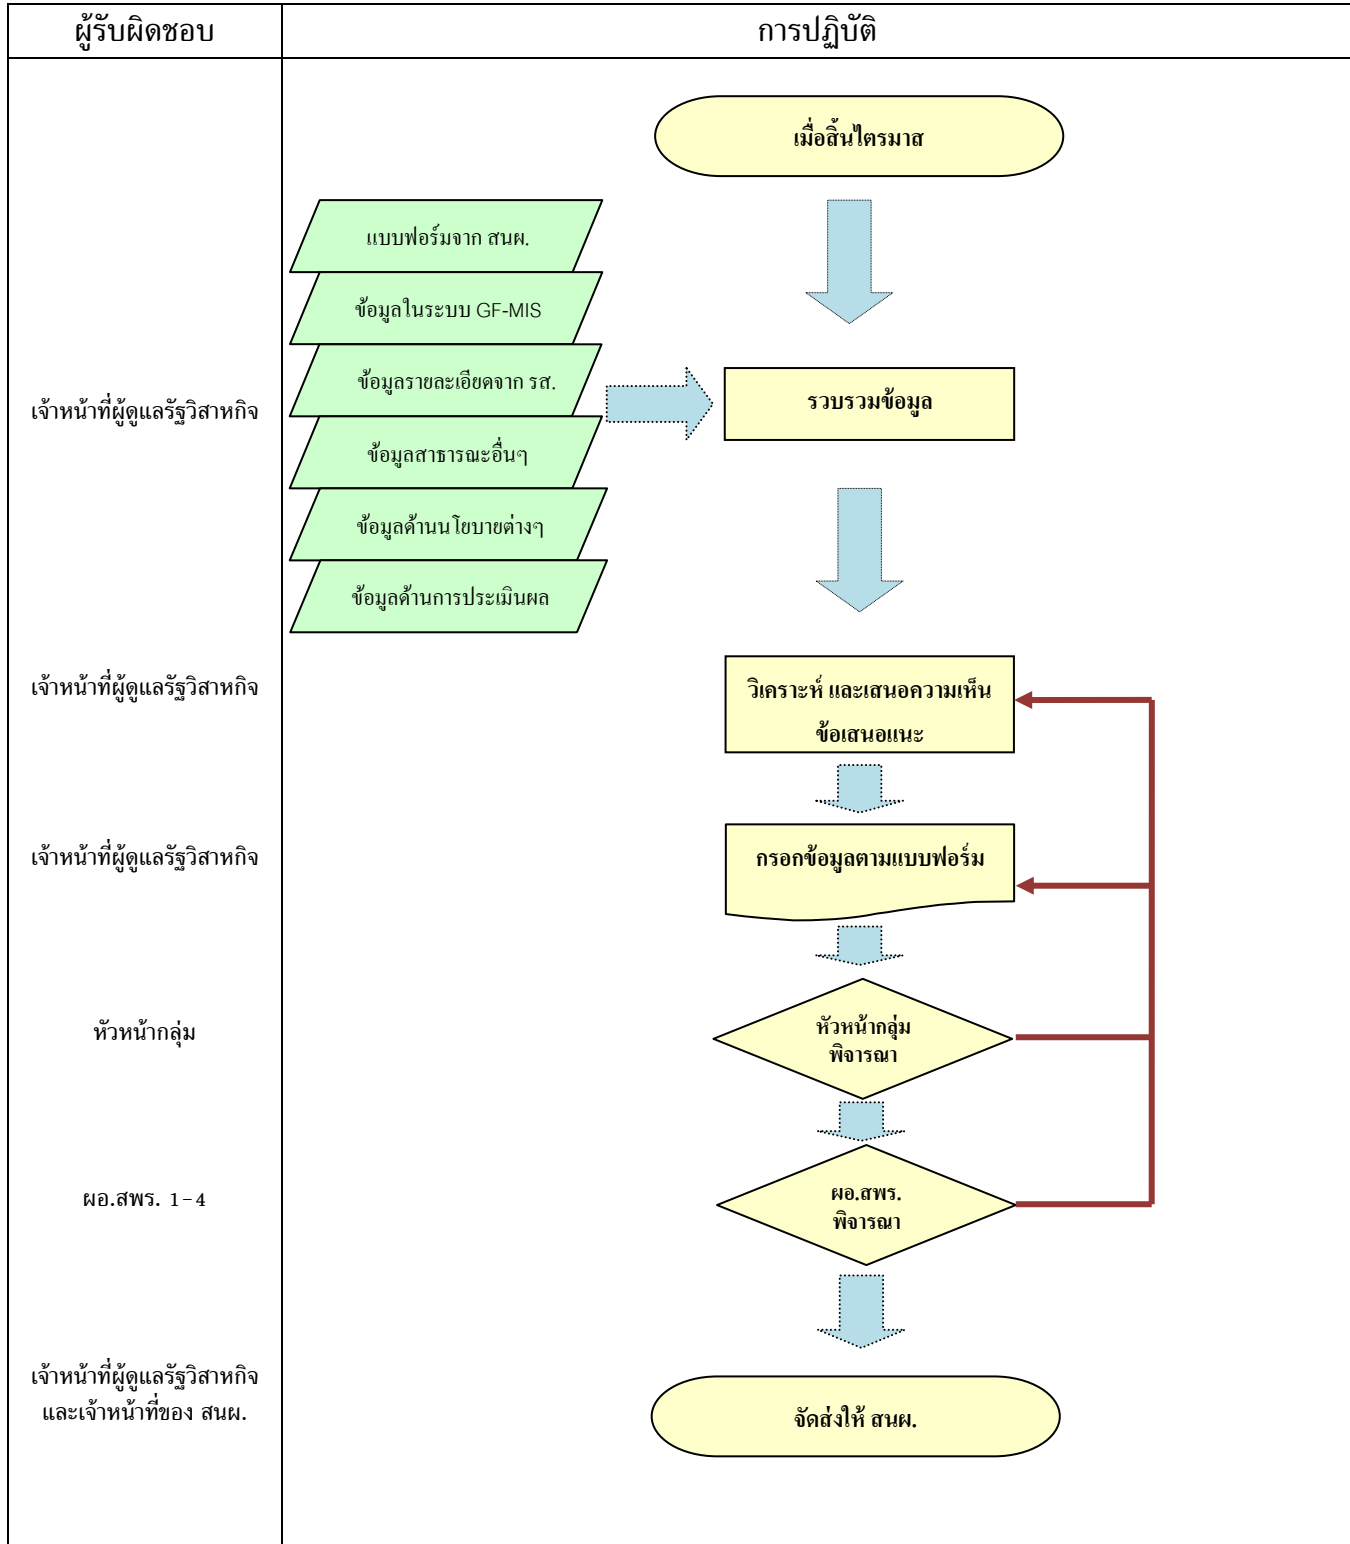 ผู้รับผิดชอบ
การปฏิบัติ
เมื่อสิ้นไตรมาส
แบบฟอร์มจาก สนผ.
ข้อมูลในระบบ GF-MIS
ข้อมูลรายละเอียดจาก รส.
ข้อมูลสาธารณะอื่นๆ
ข้อมูลด้านนโยบายต่างๆ
ข้อมูลด้านการประเมินผล
เจ้าหน้าที่ผู้ดูแลรัฐวิสาหกิจ
รวบรวมข้อมูล
เจ้าหน้าที่ผู้ดูแลรัฐวิสาหกิจ
วิเคราะห์ และเสนอความเห็น
ข้อเสนอแนะ
เจ้าหน้าที่ผู้ดูแลรัฐวิสาหกิจ
กรอกข้อมูลตามแบบฟอร์ม
หัวหน้ากลุ่ม
หัวหน้ากลุ่ม
พิจารณา
ผอ.สพร. 1-4
ผอ.สพร.
พิจารณา
เจ้าหน้าที่ผู้ดูแลรัฐวิสาหกิจ
และเจ้าหน้าที่ของ สนผ.
จัดส่งให้ สนผ.